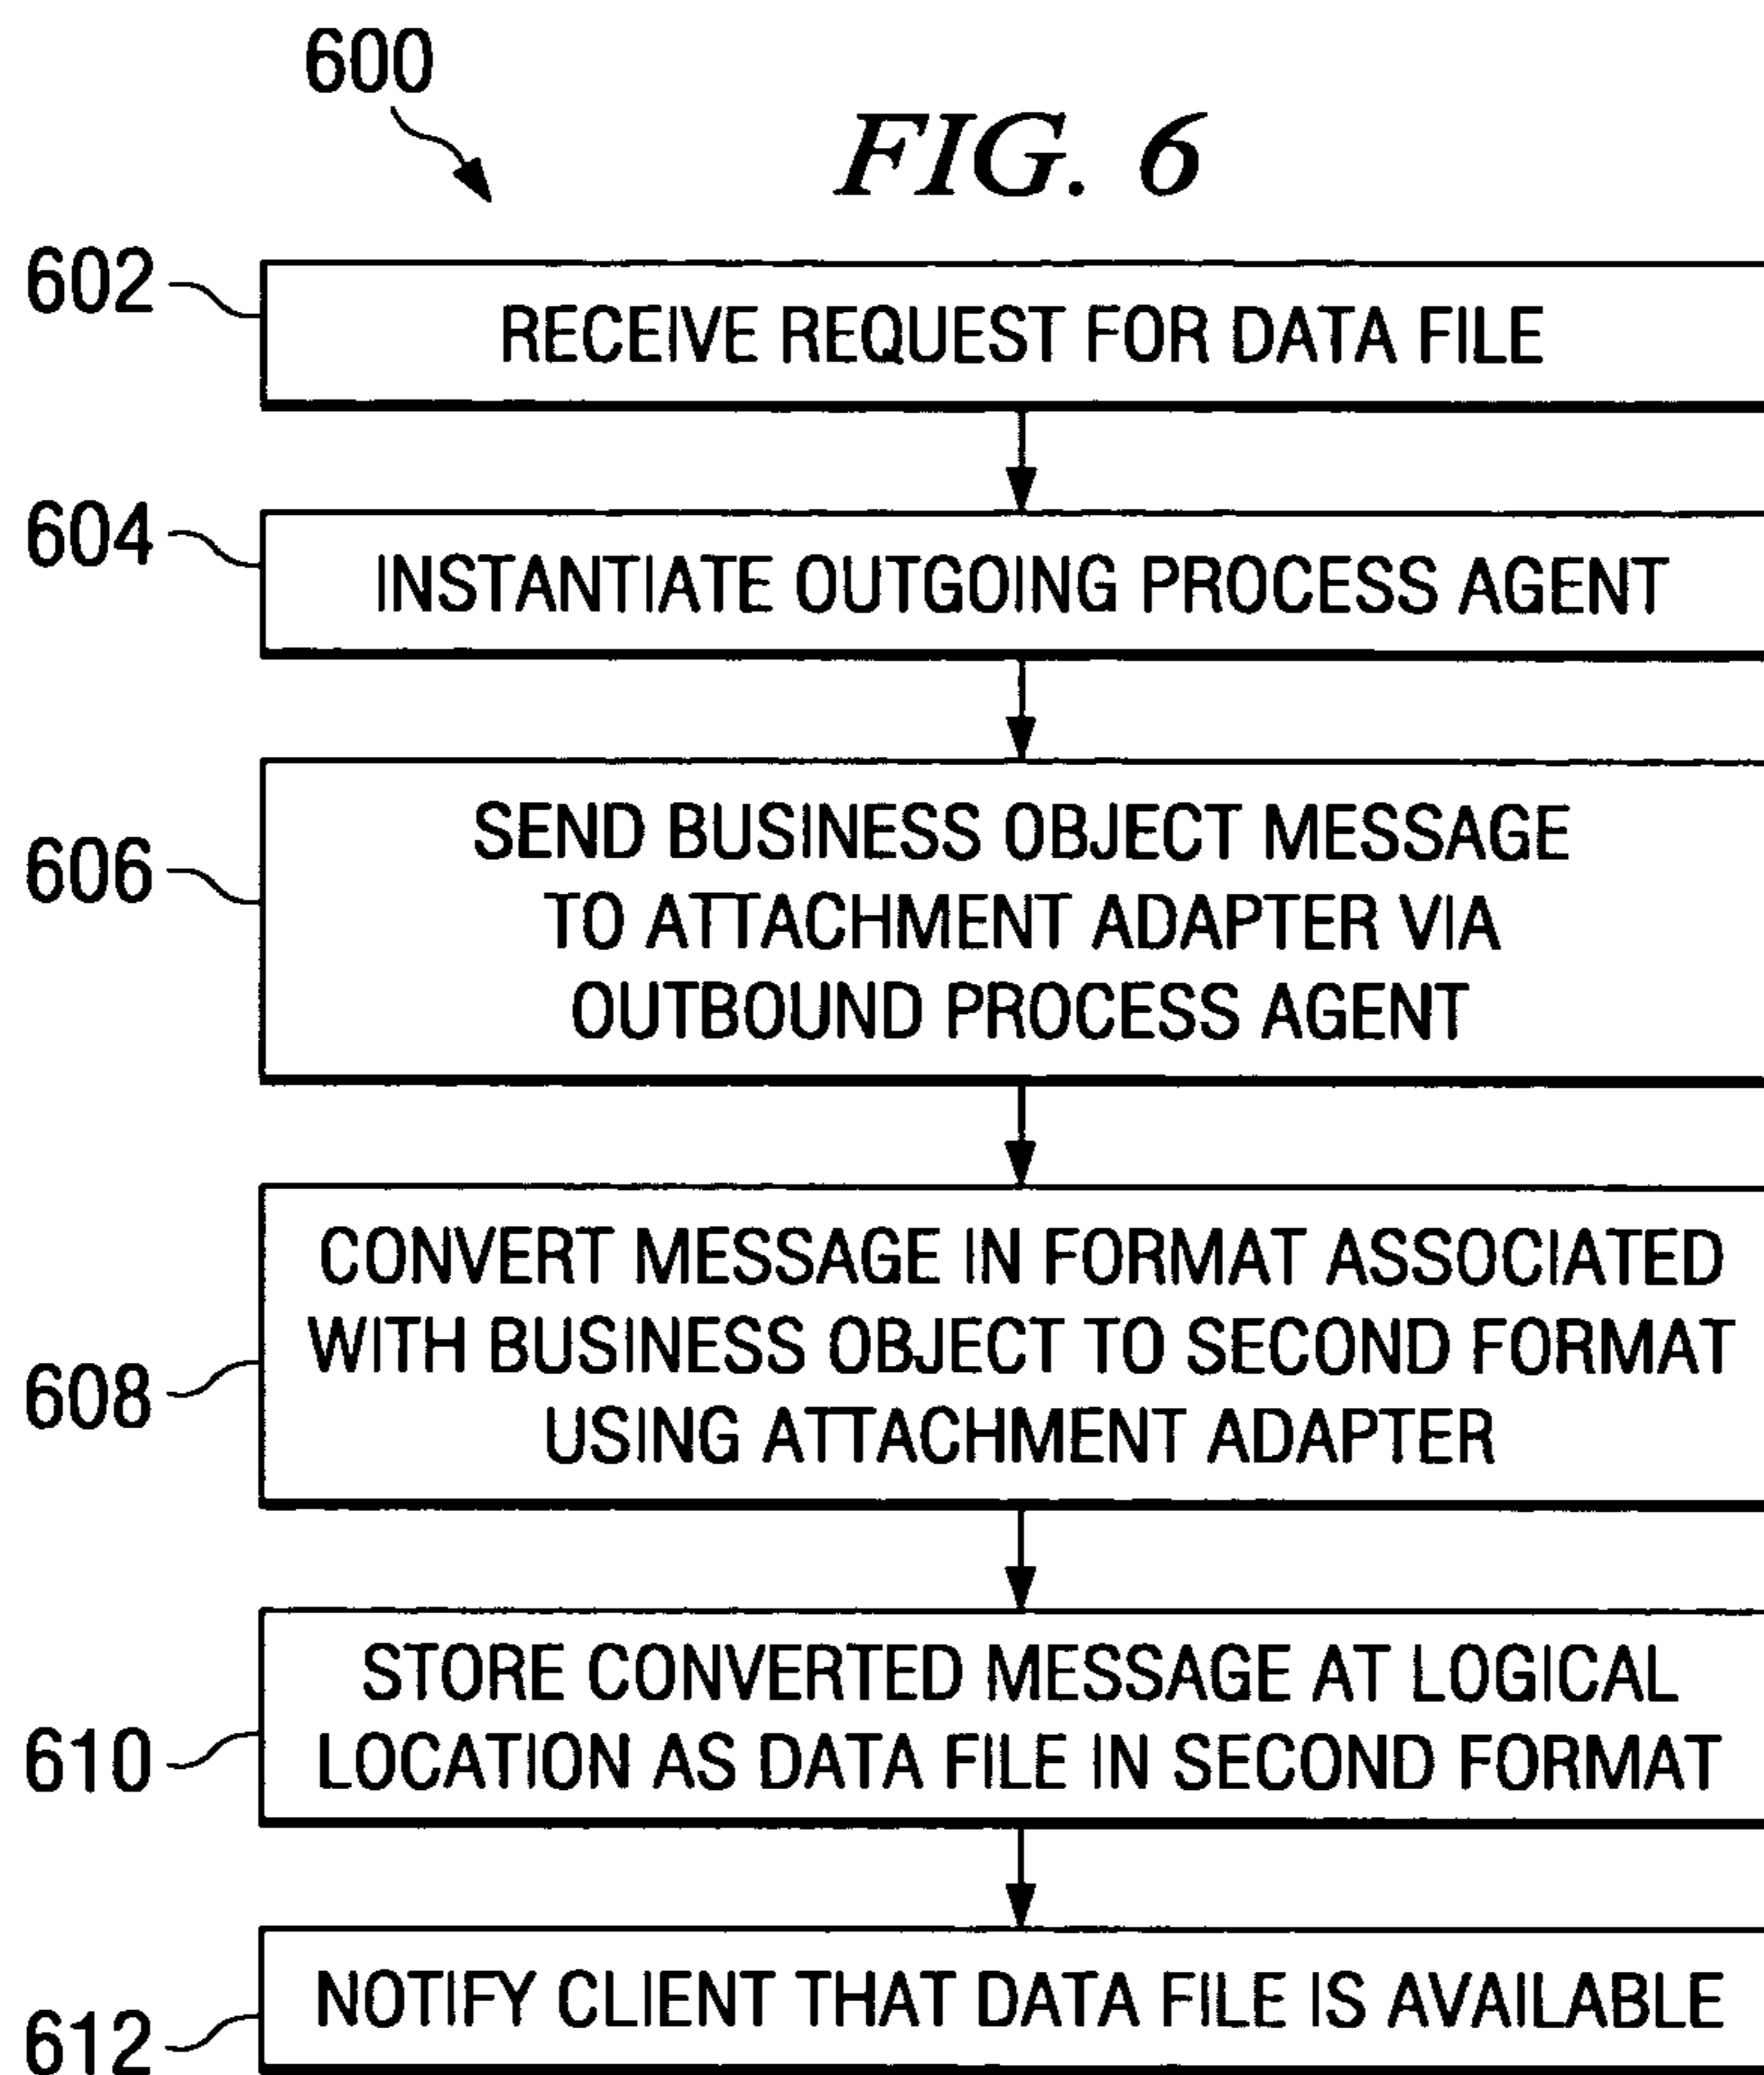 600
FIG. 6
602
RECEIVE REQUEST FOR DATA FILE
604
INSTANTIATE OUTGOING PROCESS AGENT
606
SEND BUSINESS OBJECT MESSAGE
TO ATTACHMENT ADAPTER VIA
OUTBOUND PROCESS AGENT
608
CONVERT MESSAGE IN FORMAT ASSOCIATED
WITH BUSINESS OBJECT TO SECOND FORMAT
USING ATTACHMENT ADAPTER
610
STORE CONVERTED MESSAGE AT LOGICAL
LOCATION AS DATA FILE IN SECOND FORMAT
612
NOTIFY CLIENT THAT DATA FILE IS AVAILABLE